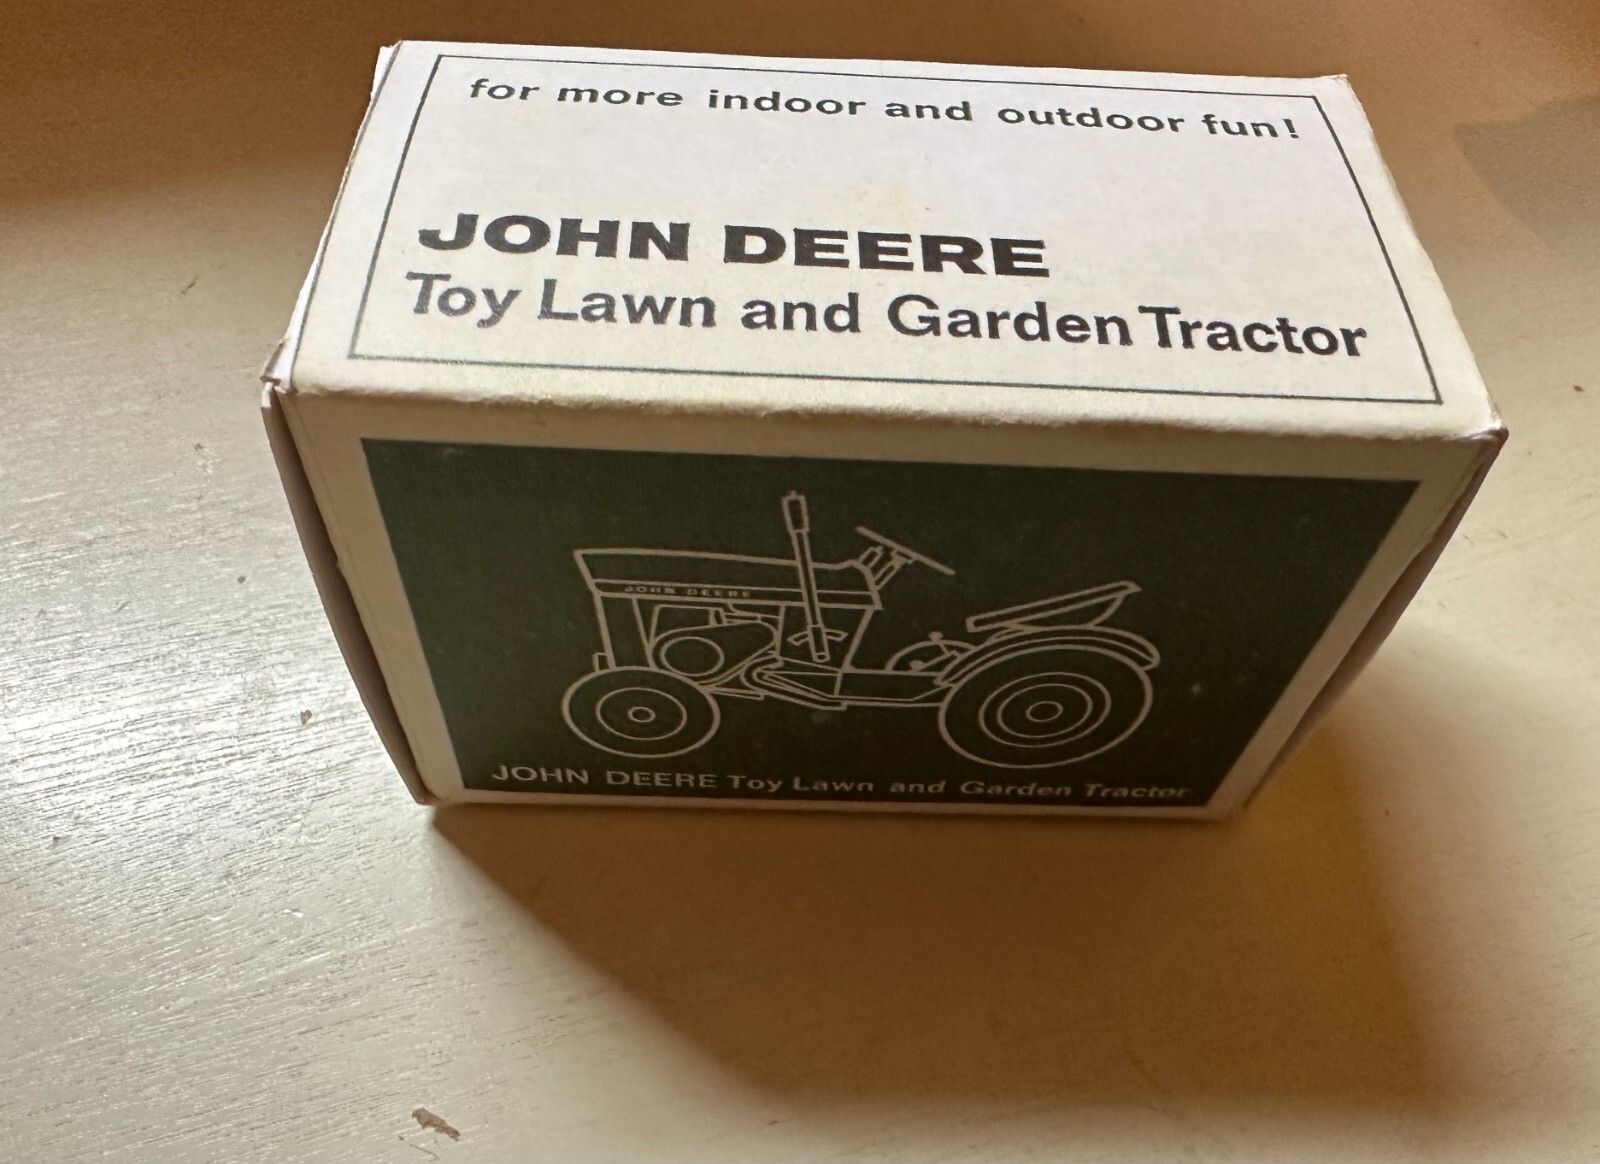 for more indoor and outdoor fun!
JOHN DEERE
Toy Lawn and Garden Tractor
JOHN DEERE
JOHN DEERE Toy Lawn and Garden Tractor